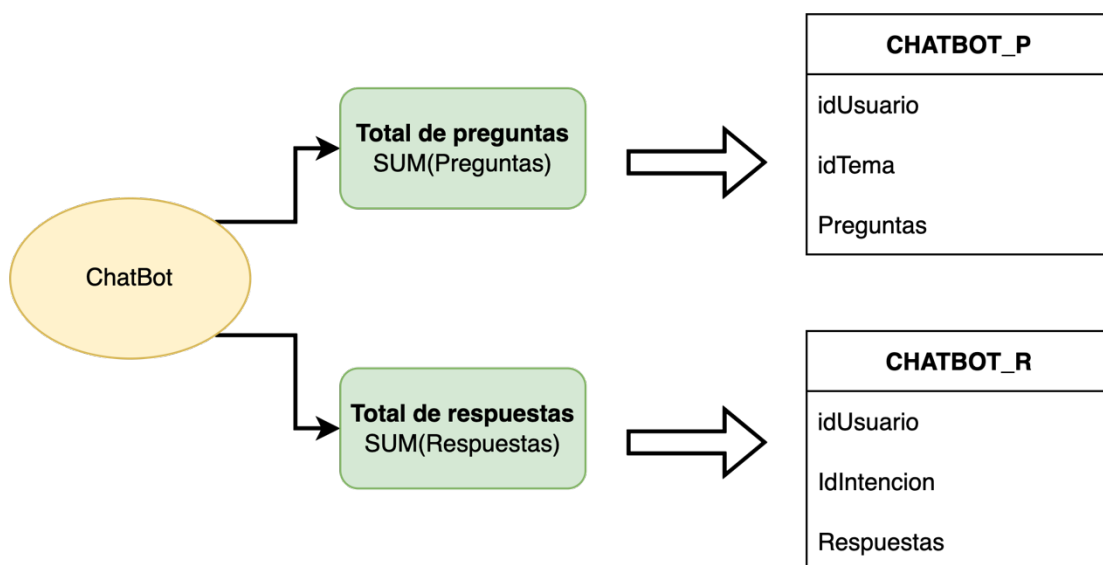 ChatBot
Total de preguntas
SUM(Preguntas)
CHATBOT_P
idUsuario
idTema
Preguntas
Total de respuestas
SUM(Respuestas)
CHATBOT_R
idUsuario
IdIntencion
Respuestas